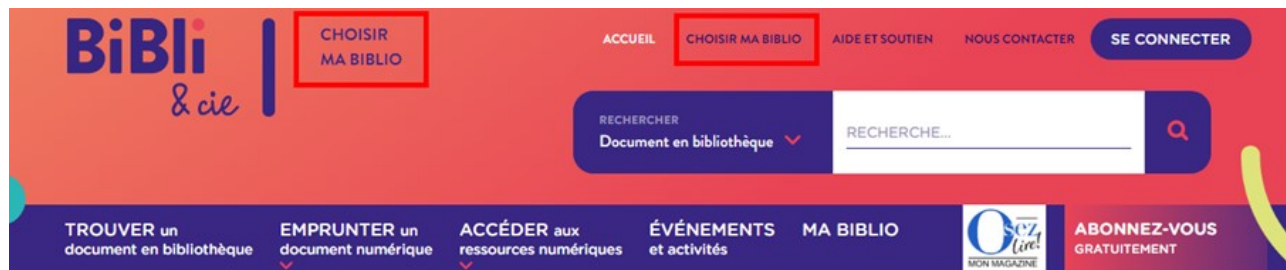 BiBli
& cie
CHOISIR
MA BIBLIO
ACCUEIL
CHOISIR MA BIBLIO
AIDE ET SOUTIEN
NOUS CONTACTER
SE CONNECTER
RECHERCHER
Document en bibliothèque
RECHERCHE...
TROUVER un
document en bibliothèque
EMPRUNTER un
document numérique
ACCÉDER aux
ressources numériques
ÉVÉNEMENTS
et activités
MA BIBLIO
Osez
lire!
MON MAGAZINE
ABONNEZ-VOUS
GRATUITEMENT